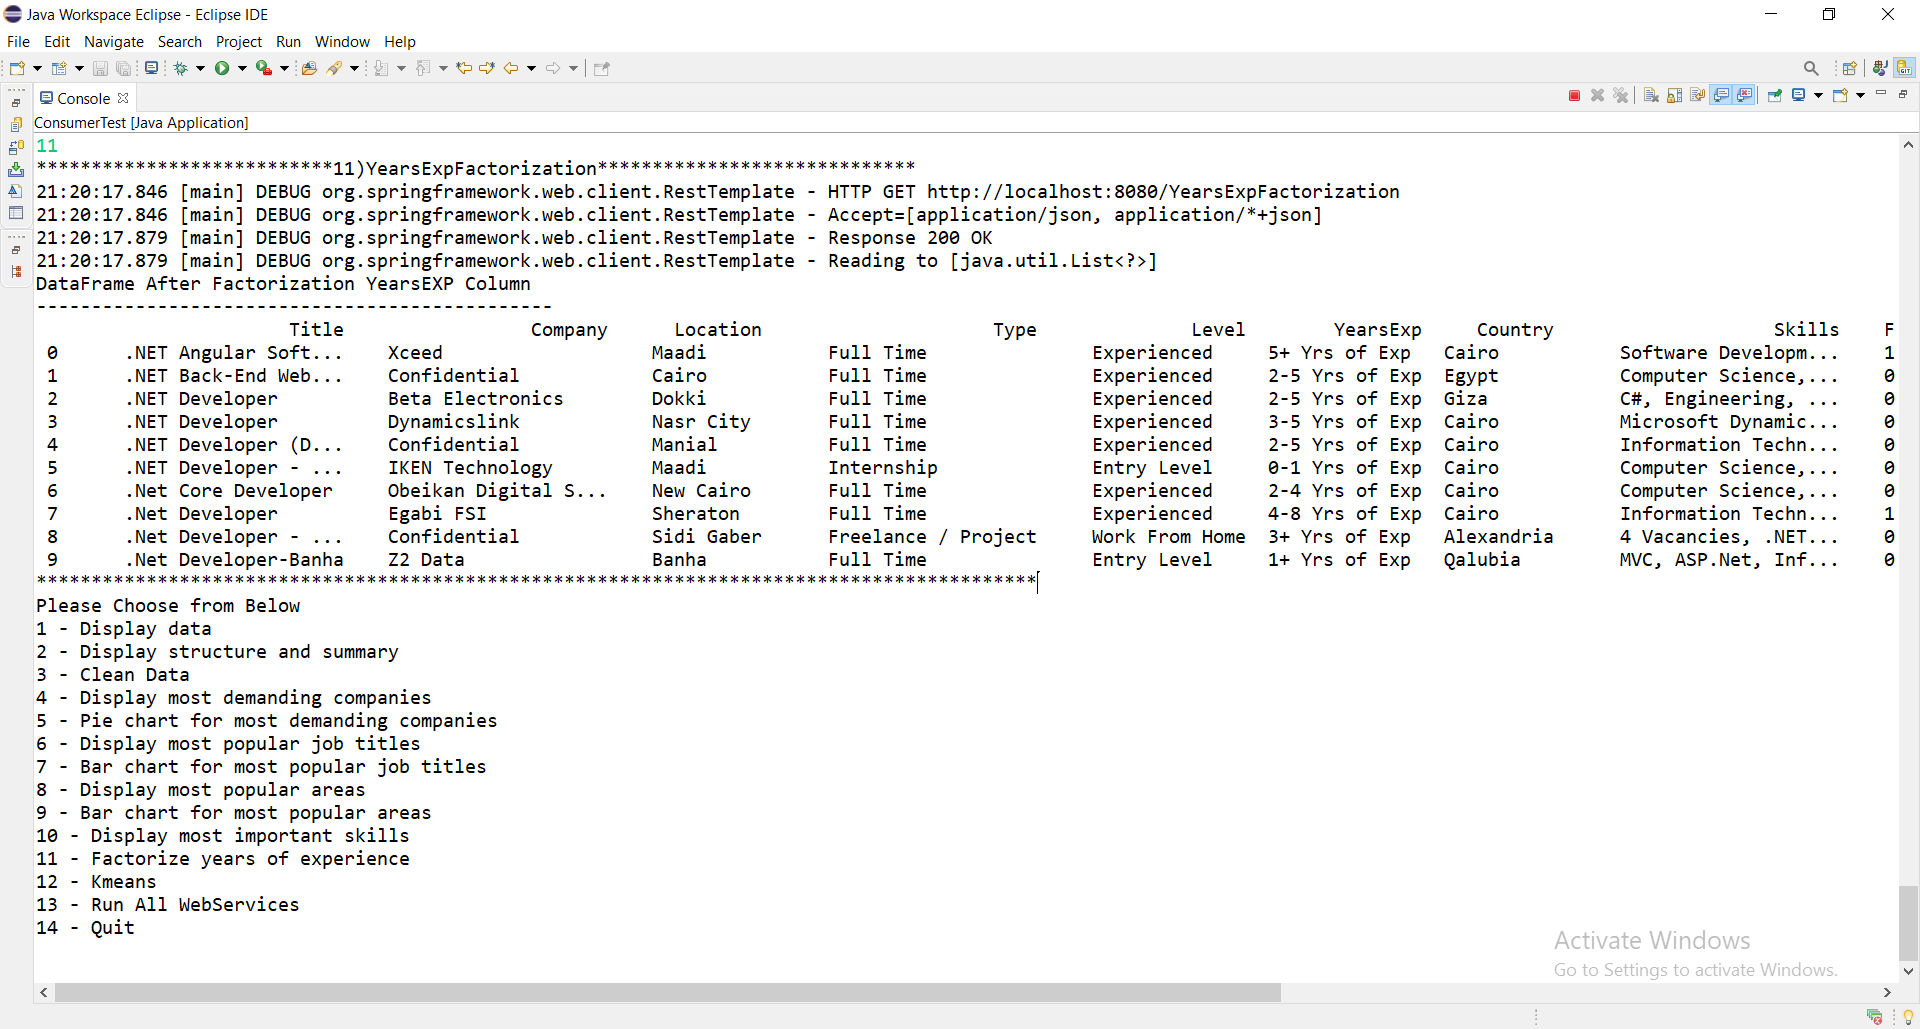 Java Workspace Eclipse - Eclipse IDE
File Edit Navigate Search Project Run Window Help
Console
ConsumerTest [Java Application]
11
***************************11)YearsExpFactorization*****************************
21:20:17.846 [main] DEBUG org.springframework.web.client.RestTemplate - HTTP GET http://localhost:8080/YearsExpFactorization
21:20:17.846 [main] DEBUG org.springframework.web.client.RestTemplate - Accept=[application/json, application/*+json]
21:20:17.879 [main] DEBUG org.springframework.web.client.RestTemplate - Response 200 OK
21:20:17.879 [main] DEBUG org.springframework.web.client.RestTemplate - Reading to [java.util.List<?>]
DataFrame After Factorization YearsEXP Column
-----------------------------------------------
Title Company Location Type Level YearsExp Country Skills F
0 .NET Angular Soft... Xceed Maadi Full Time Experienced 5+ Yrs of Exp Cairo Software Developm... 1
1 .NET Back-End Web... Confidential Cairo Full Time Experienced 2-5 Yrs of Exp Egypt Computer Science,... 0
2 .NET Developer Beta Electronics Dokki Full Time Experienced 2-5 Yrs of Exp Giza C#, Engineering, ... 0
3 .NET Developer Dynamicslink Nasr City Full Time Experienced 3-5 Yrs of Exp Cairo Microsoft Dynamic... 0
4 .NET Developer (D... Confidential Manial Full Time Experienced 2-5 Yrs of Exp Cairo Information Techn... 0
5 .NET Developer - ... IKEN Technology Maadi Internship Entry Level 0-1 Yrs of Exp Cairo Computer Science,... 0
6 .Net Core Developer Obeikan Digital S... New Cairo Full Time Experienced 2-4 Yrs of Exp Cairo Computer Science,... 0
7 .Net Developer Egabi FSI Sheraton Full Time Experienced 4-8 Yrs of Exp Cairo Information Techn... 1
8 .Net Developer - ... Confidential Sidi Gaber Freelance / Project Work From Home 3+ Yrs of Exp Alexandria 4 Vacancies, .NET... 0
9 .Net Developer-Banha Z2 Data Banha Full Time Entry Level 1+ Yrs of Exp Qalubia MVC, ASP.Net, Inf... 0
*******************************************************************************************
Please Choose from Below
1 - Display data
2 - Display structure and summary
3 - Clean Data
4 - Display most demanding companies
5 - Pie chart for most demanding companies
6 - Display most popular job titles
7 - Bar chart for most popular job titles
8 - Display most popular areas
9 - Bar chart for most popular areas
10 - Display most important skills
11 - Factorize years of experience
12 - Kmeans
13 - Run All WebServices
14 - Quit
Activate Windows
Go to Settings to activate Windows.